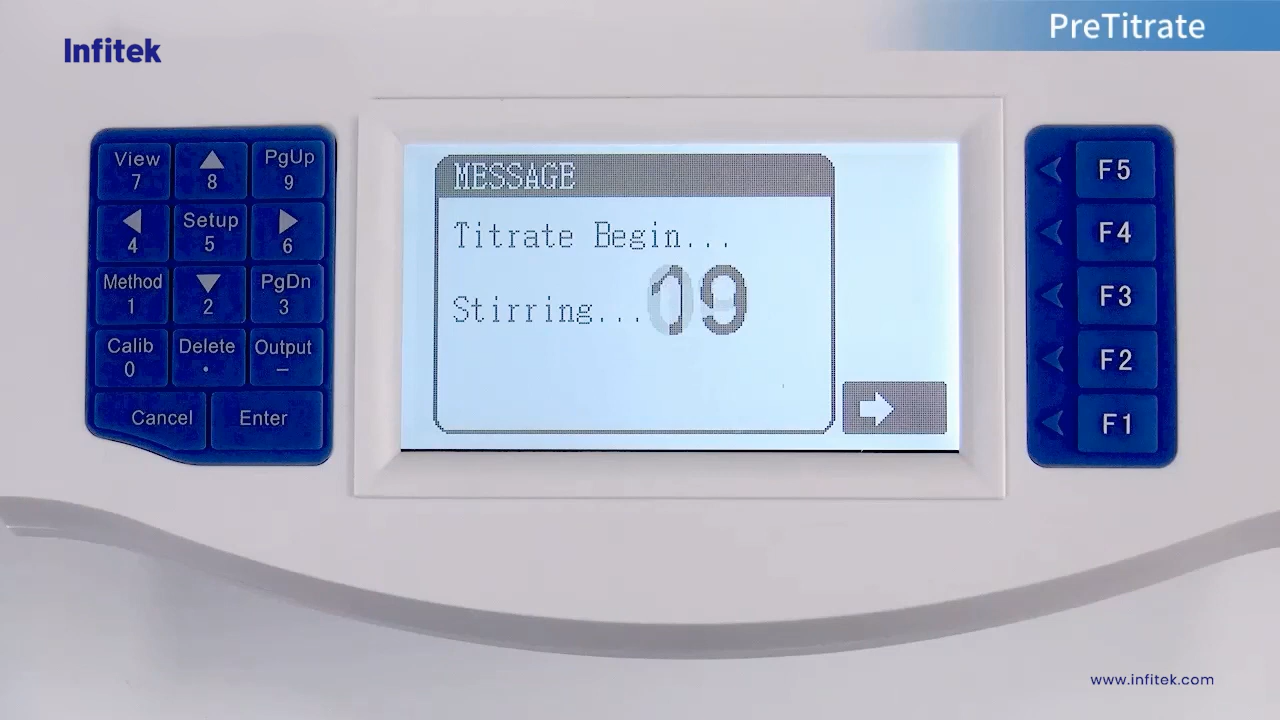 PreTitrate
Infitek
View
7
8
PgUp
9
4
Setup
5
6
Method
1
2
PgDn
3
Calib
0
Delete
.
Output
–
Cancel
Enter
MESSAGE
Titrate Begin...
Stirring...
F5
F4
F3
F2
F1
www.infitek.com